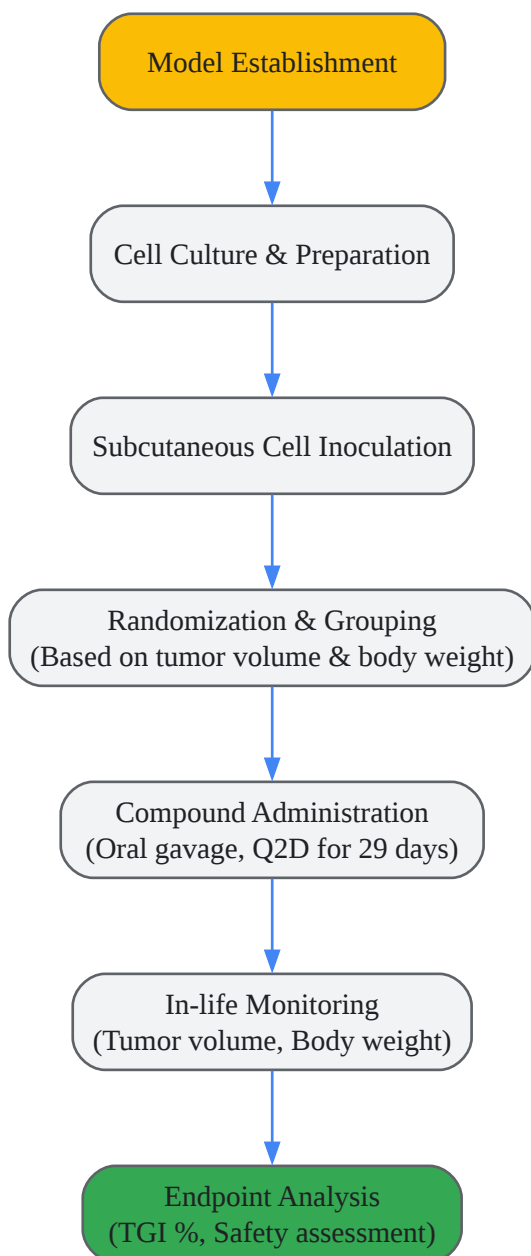 Model Establishment
Cell Culture & Preparation
Subcutaneous Cell Inoculation
Randomization & Grouping
(Based on tumor volume & body weight)
Compound Administration
(Oral gavage, Q2D for 29 days)
In-life Monitoring
(Tumor volume, Body weight)
Endpoint Analysis
(TGI %, Safety assessment)